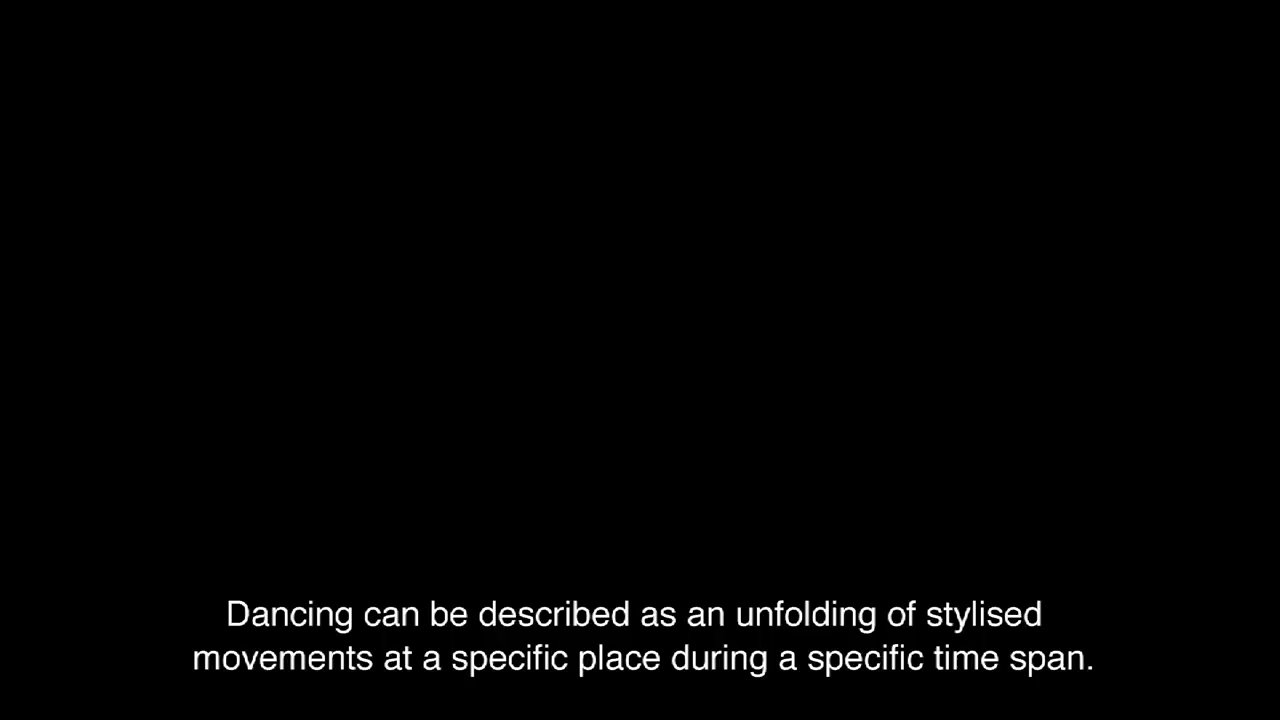 Dancing can be described as an unfolding of stylised
movements at a specific place during a specific time span.